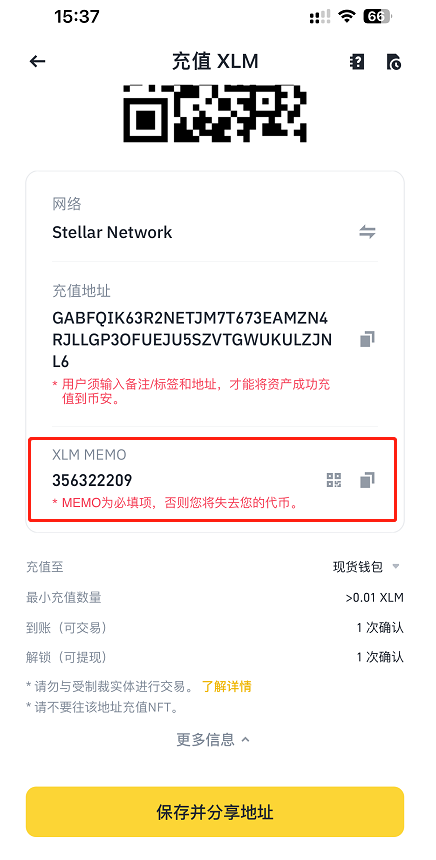 15:37
66
充值 XLM
网络
Stellar Network
充值地址
GABFQIK63R2NETJM7T673EAMZN4
RJLLGP3OFUEJU5SZVTGWUKULZJN
L6
* 用户须输入备注/标签和地址，才能将资产成功充
值到币安。
XLM MEMO
356322209
* MEMO为必填项，否则您将失去您的代币。
充值至 现货钱包
最小充值数量 >0.01 XLM
到账（可交易） 1 次确认
解锁（可提现） 1 次确认
* 请勿与受制裁实体进行交易。 了解详情
* 请不要往该地址充值NFT。
更多信息
保存并分享地址